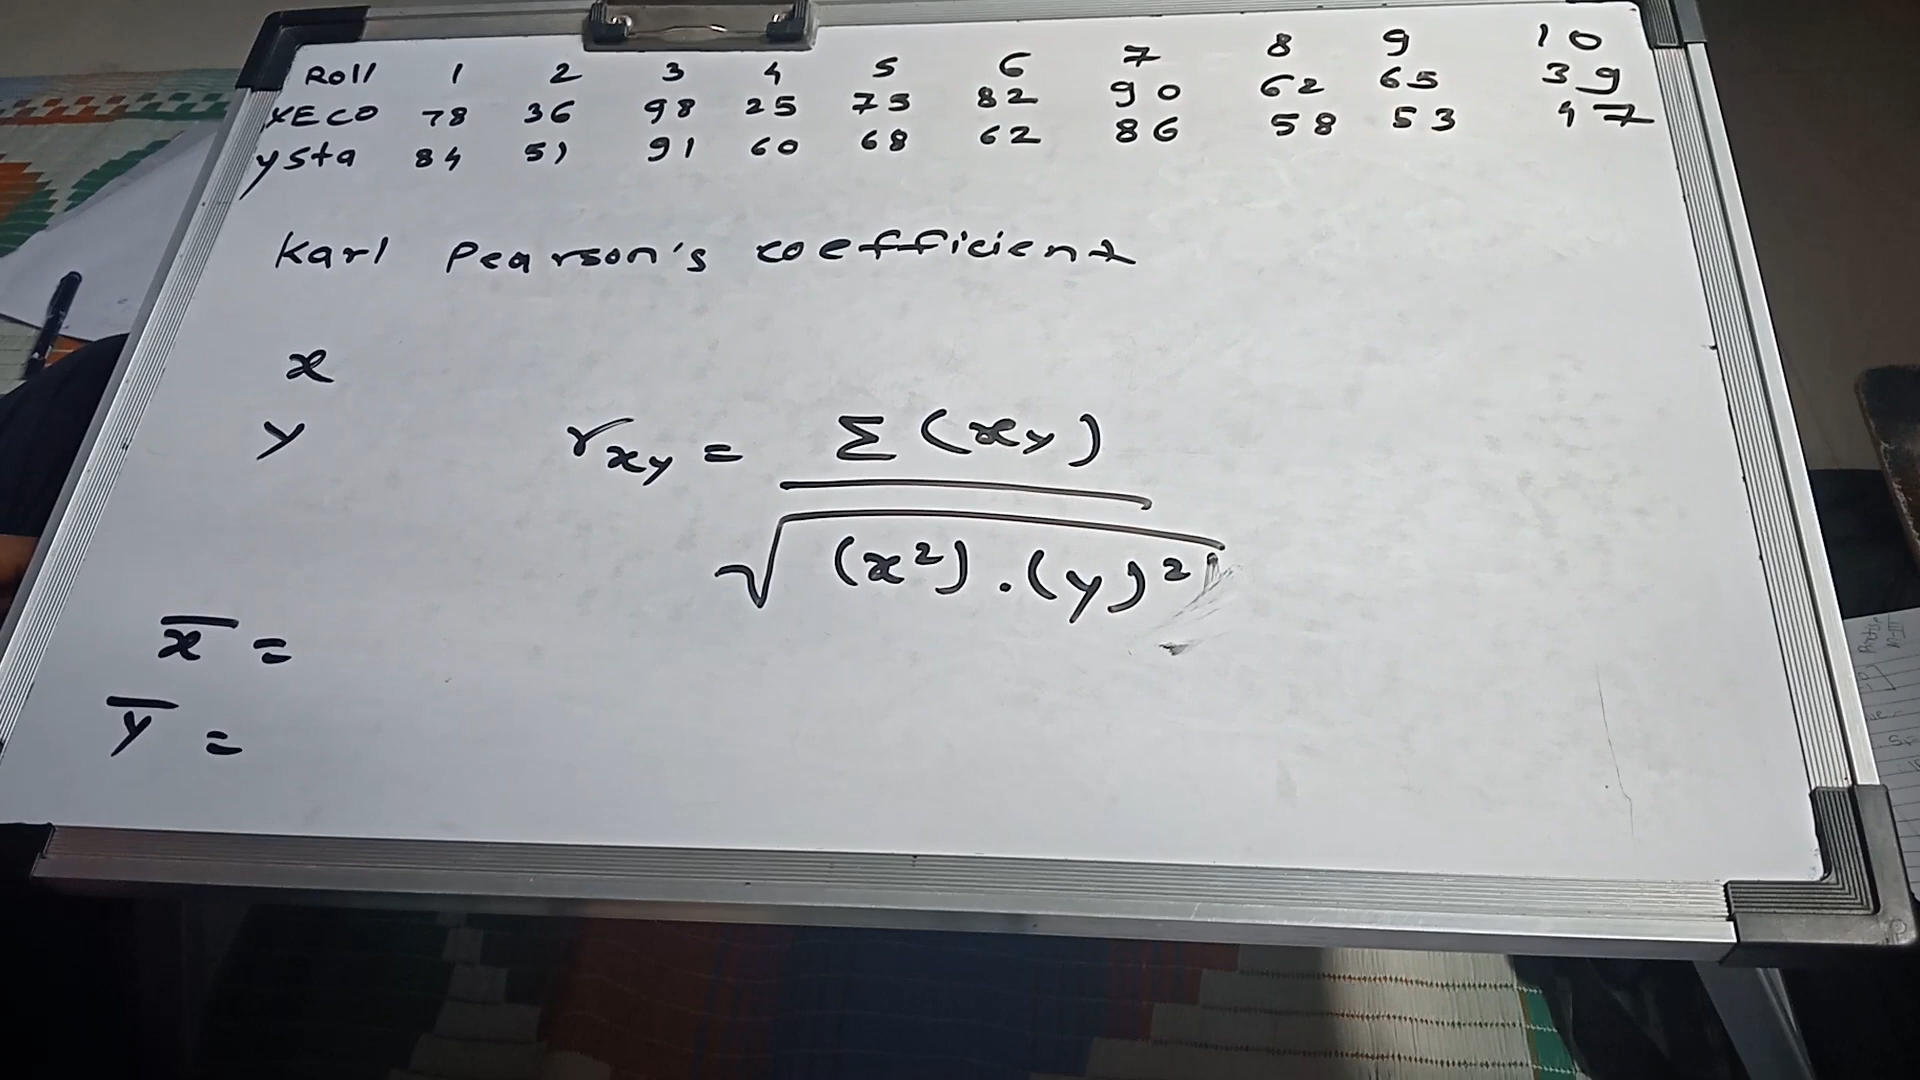 Roll 1 2 3 4 5 6 7 8 9 10
XECO 78 36 98 25 75 82 90 62 65 39
Ysta 84 51 91 60 68 62 86 58 53 47
Karl Pearson's coefficient
x
y
rxy = Σ(xy)
√(x²).(y)²
x̄ =
ȳ =